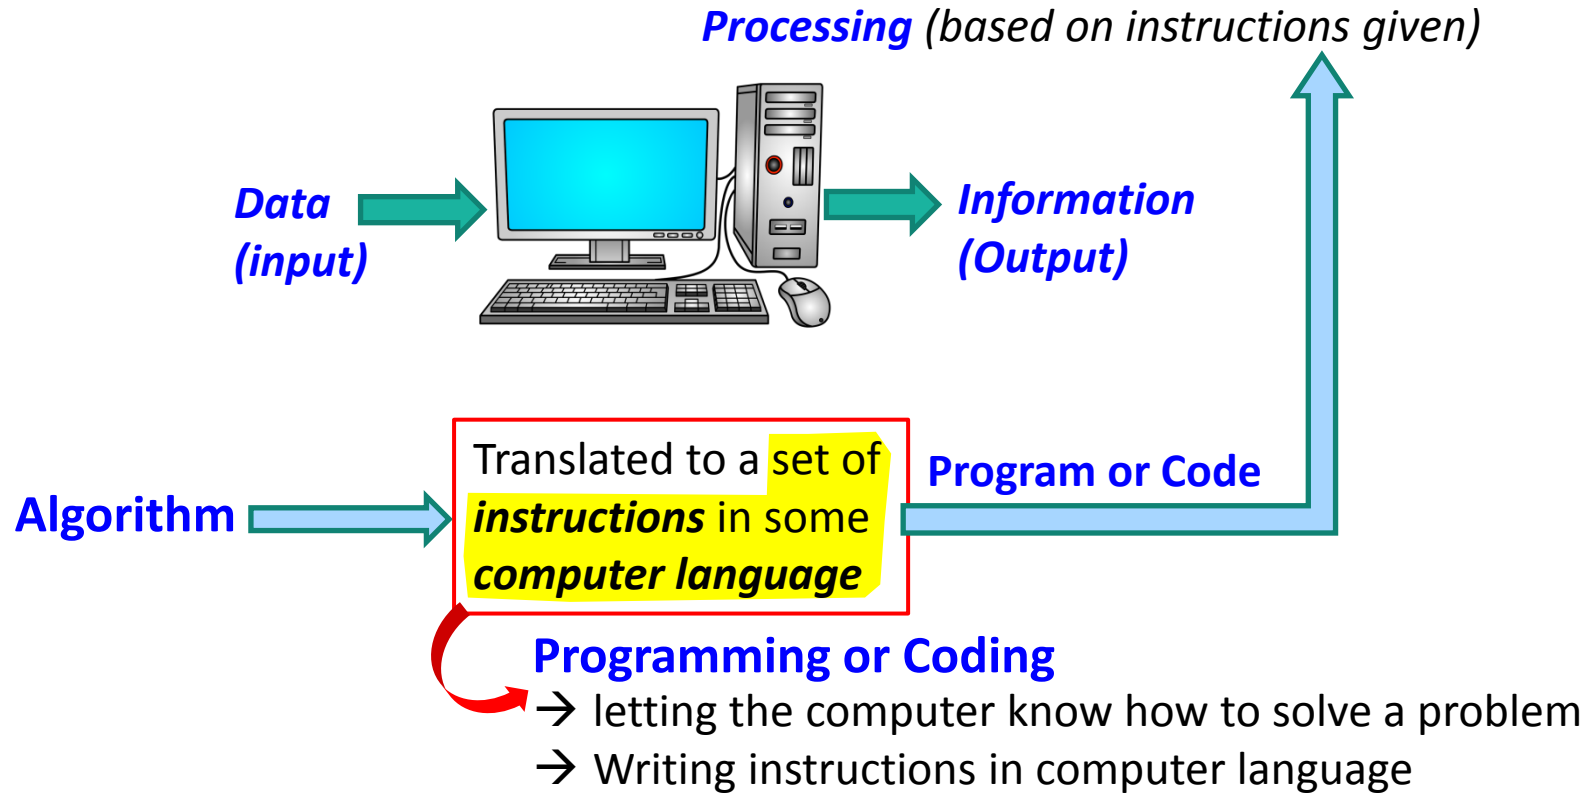 Processing (based on instructions given)
Data
(input)
Information
(Output)
Algorithm
Translated to a set of
instructions in some
computer language
Program or Code
Programming or Coding
→ letting the computer know how to solve a problem
→ Writing instructions in computer language